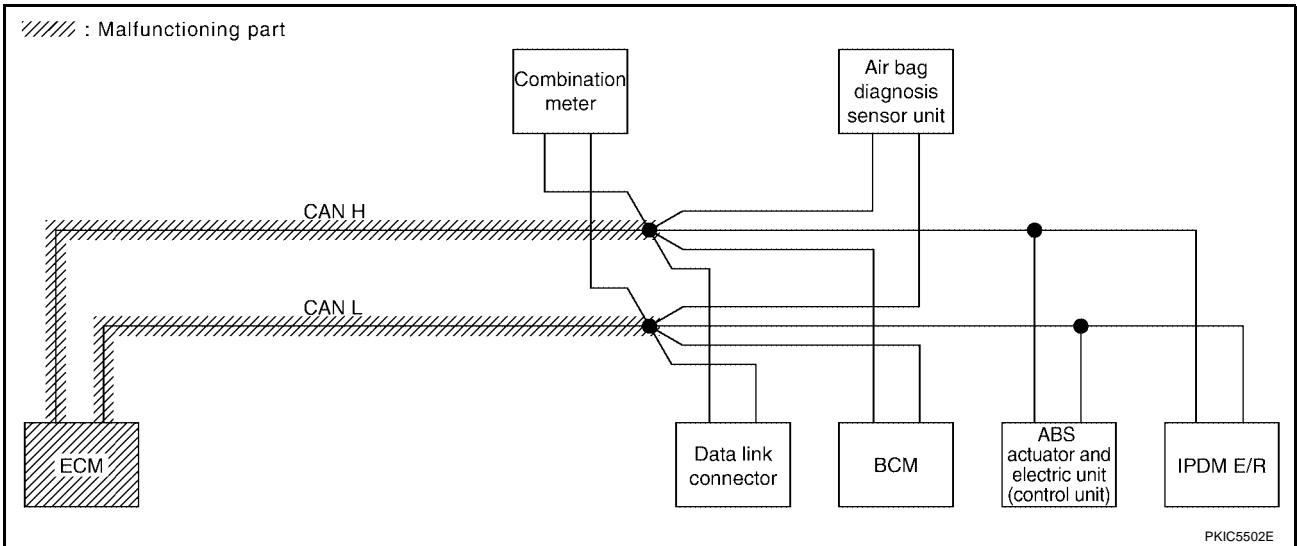 : Malfunctioning part
Combination
meter
Air bag
diagnosis
sensor unit
CAN H
CAN L
ECM
Data link
connector
BCM
ABS
actuator and
electric unit
(control unit)
IPDM E/R
PKIC5502E